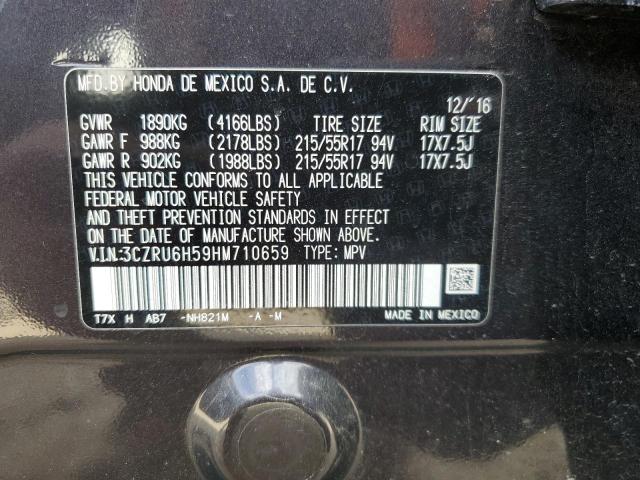 MFD.BY HONDA DE MEXICO S.A. DE C.V.
12/'16
GVWR 1890KG (4166LBS) TIRE SIZE RIM SIZE
GAWR F 988KG (2178LBS) 215/55R17 94V 17X7.5J
GAWR R 902KG (1988LBS) 215/55R17 94V 17X7.5J
THIS VEHICLE CONFORMS TO ALL APPLICABLE
FEDERAL MOTOR VEHICLE SAFETY
AND THEFT PREVENTION STANDARDS IN EFFECT
ON THE DATE OF MANUFACTURE SHOWN ABOVE.
V.I.N:3CZRU6H59HM710659 TYPE: MPV
T7X H AB7 -NH821M -A -M MADE IN MEXICO